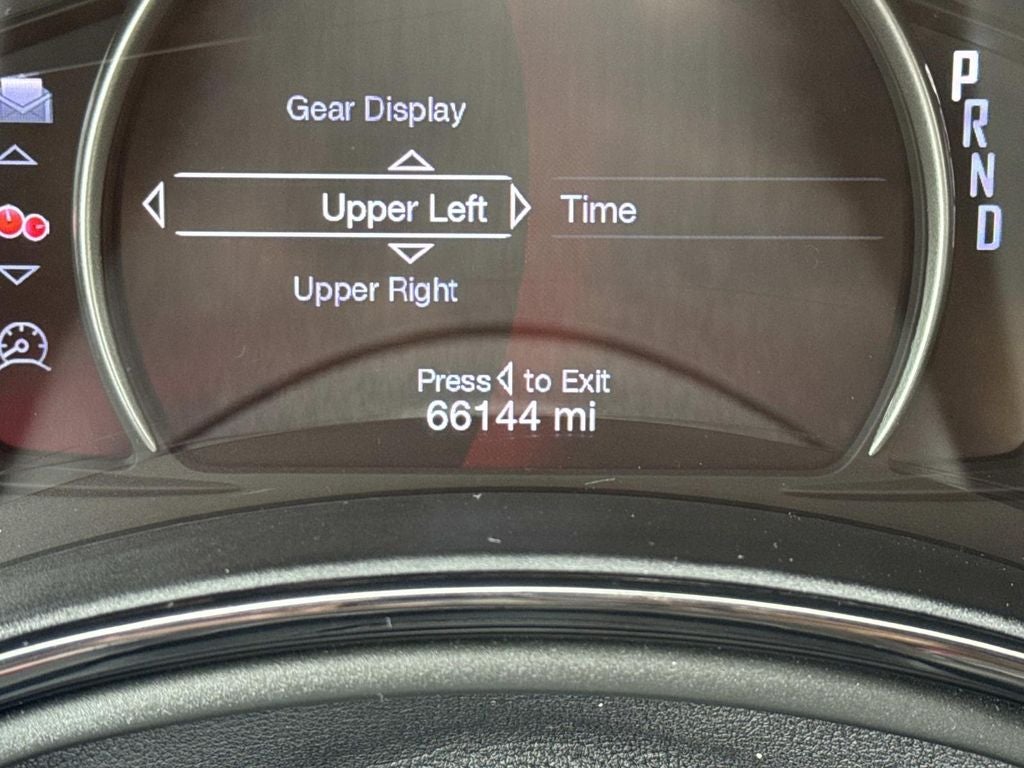 Gear Display
Upper Left
Time
Upper Right
Press to Exit
66144 mi
P
R
N
D